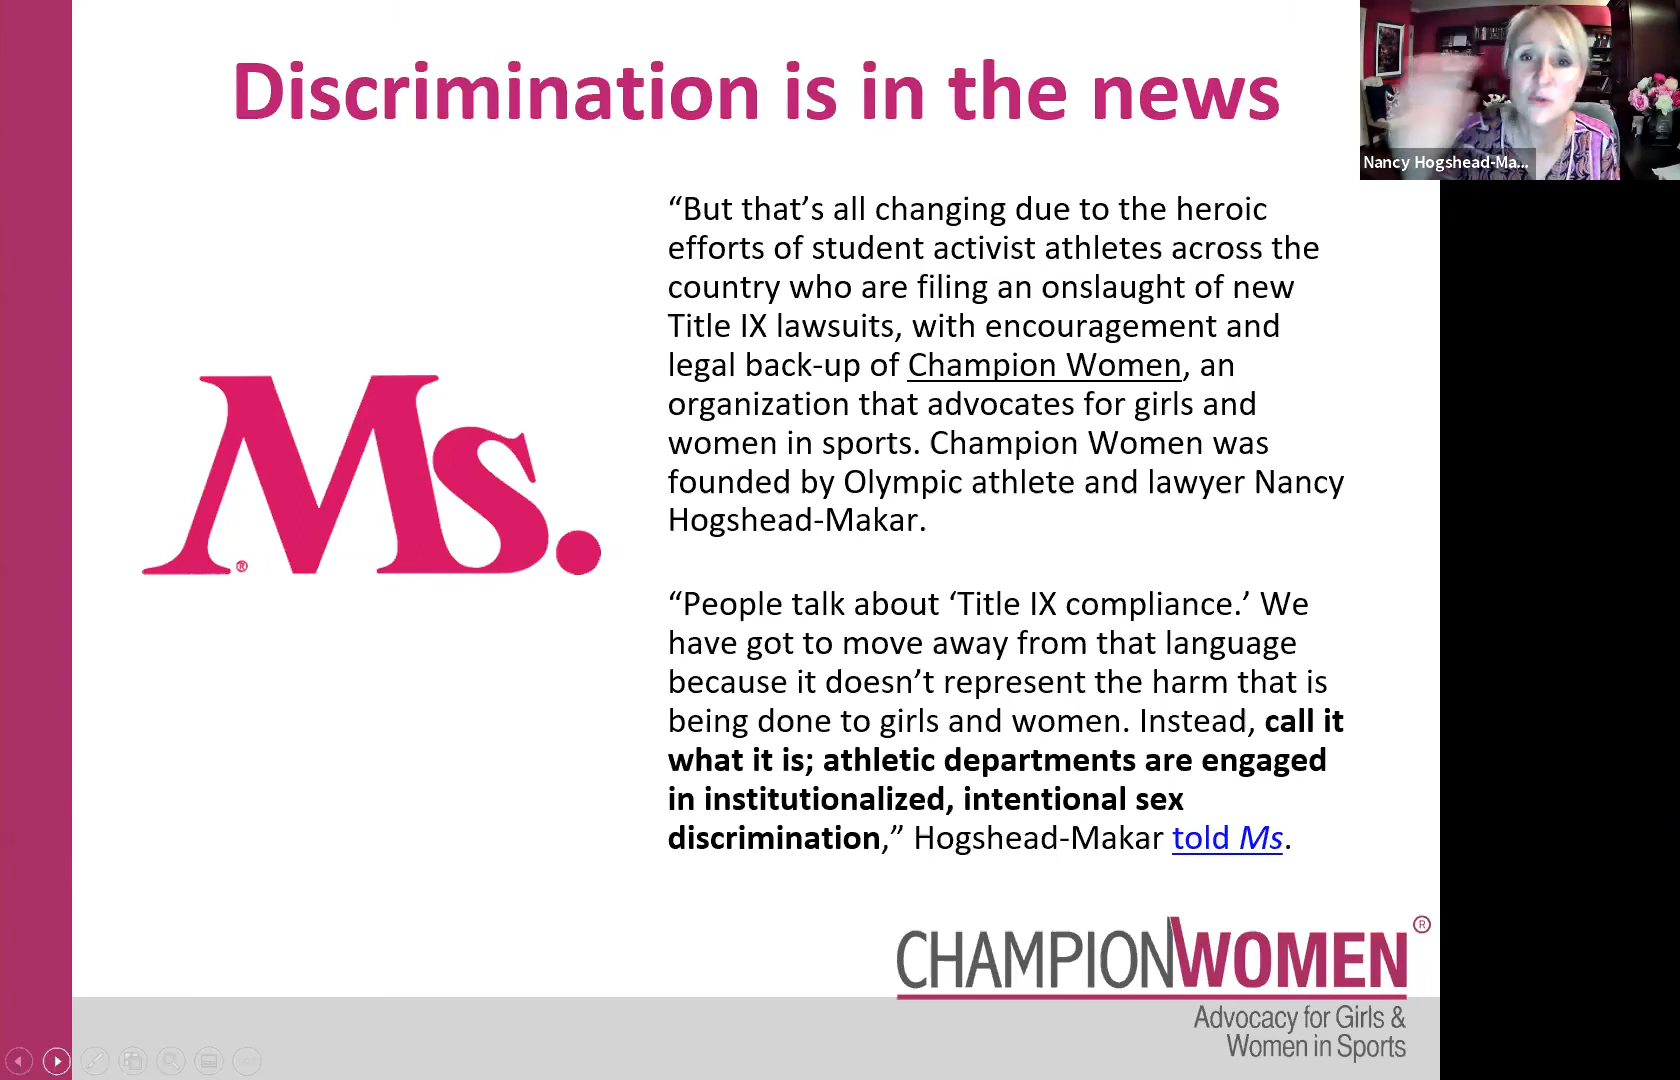 Discrimination is in the news
Nancy Hogshead-Ma...
“But that’s all changing due to the heroic
efforts of student activist athletes across the
country who are filing an onslaught of new
Title IX lawsuits, with encouragement and
legal back-up of Champion Women, an
organization that advocates for girls and
women in sports. Champion Women was
founded by Olympic athlete and lawyer Nancy
Hogshead-Makar.
Ms.
®
“People talk about ‘Title IX compliance.’ We
have got to move away from that language
because it doesn’t represent the harm that is
being done to girls and women. Instead, call it
what it is; athletic departments are engaged
in institutionalized, intentional sex
discrimination,” Hogshead-Makar told Ms.
CHAMPIONWOMEN®
Advocacy for Girls &
Women in Sports